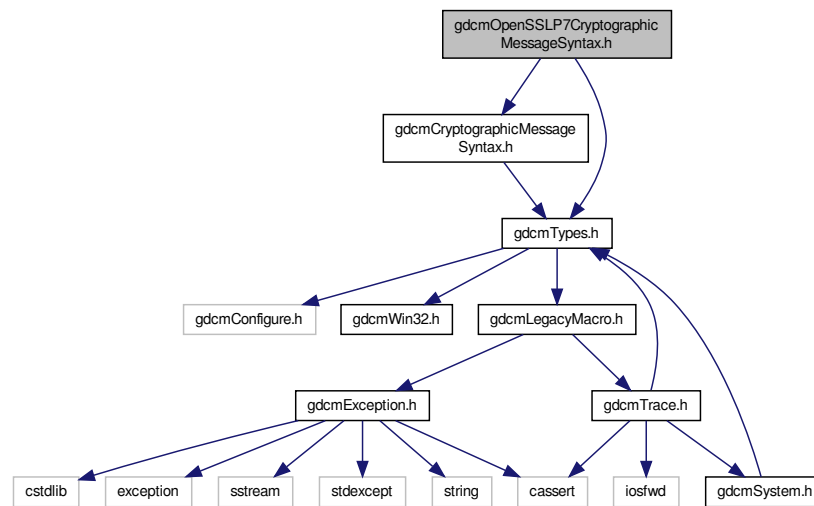 gdcmOpenSSLP7Cryptographic
MessageSyntax.h
gdcmCryptographicMessage
Syntax.h
gdcmTypes.h
gdcmConfigure.h
gdcmWin32.h
gdcmLegacyMacro.h
gdcmException.h
gdcmTrace.h
cstdlib
exception
sstream
stdexcept
string
cassert
iosfwd
gdcmSystem.h